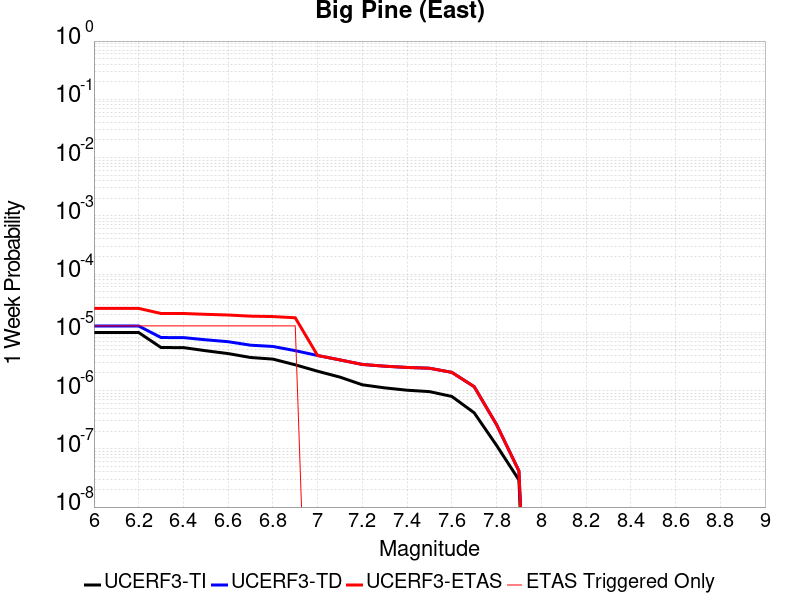 Big Pine (East)
10^0
10^-1
10^-2
10^-3
10^-4
10^-5
10^-6
10^-7
10^-8
1 Week Probability
6 6.2 6.4 6.6 6.8 7 7.2 7.4 7.6 7.8 8 8.2 8.4 8.6 8.8 9
Magnitude
UCERF3-TI UCERF3-TD UCERF3-ETAS ETAS Triggered Only